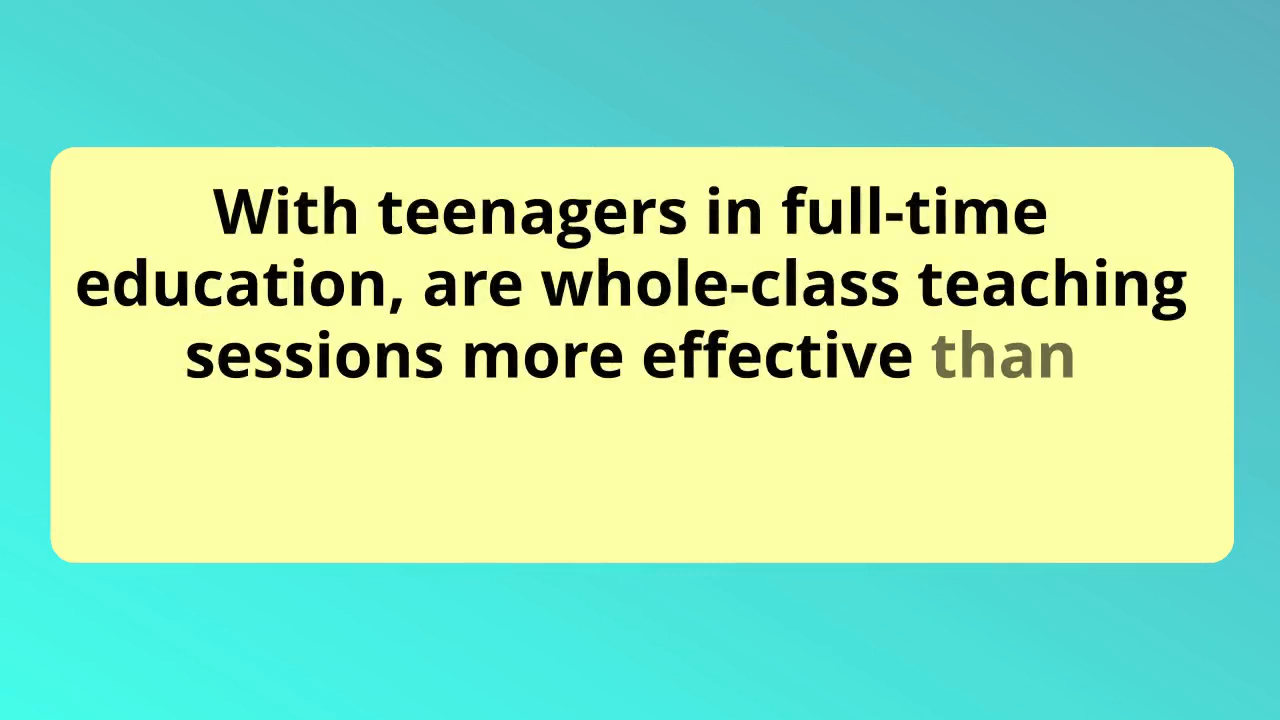 With teenagers in full-time
education, are whole-class teaching
sessions more effective than